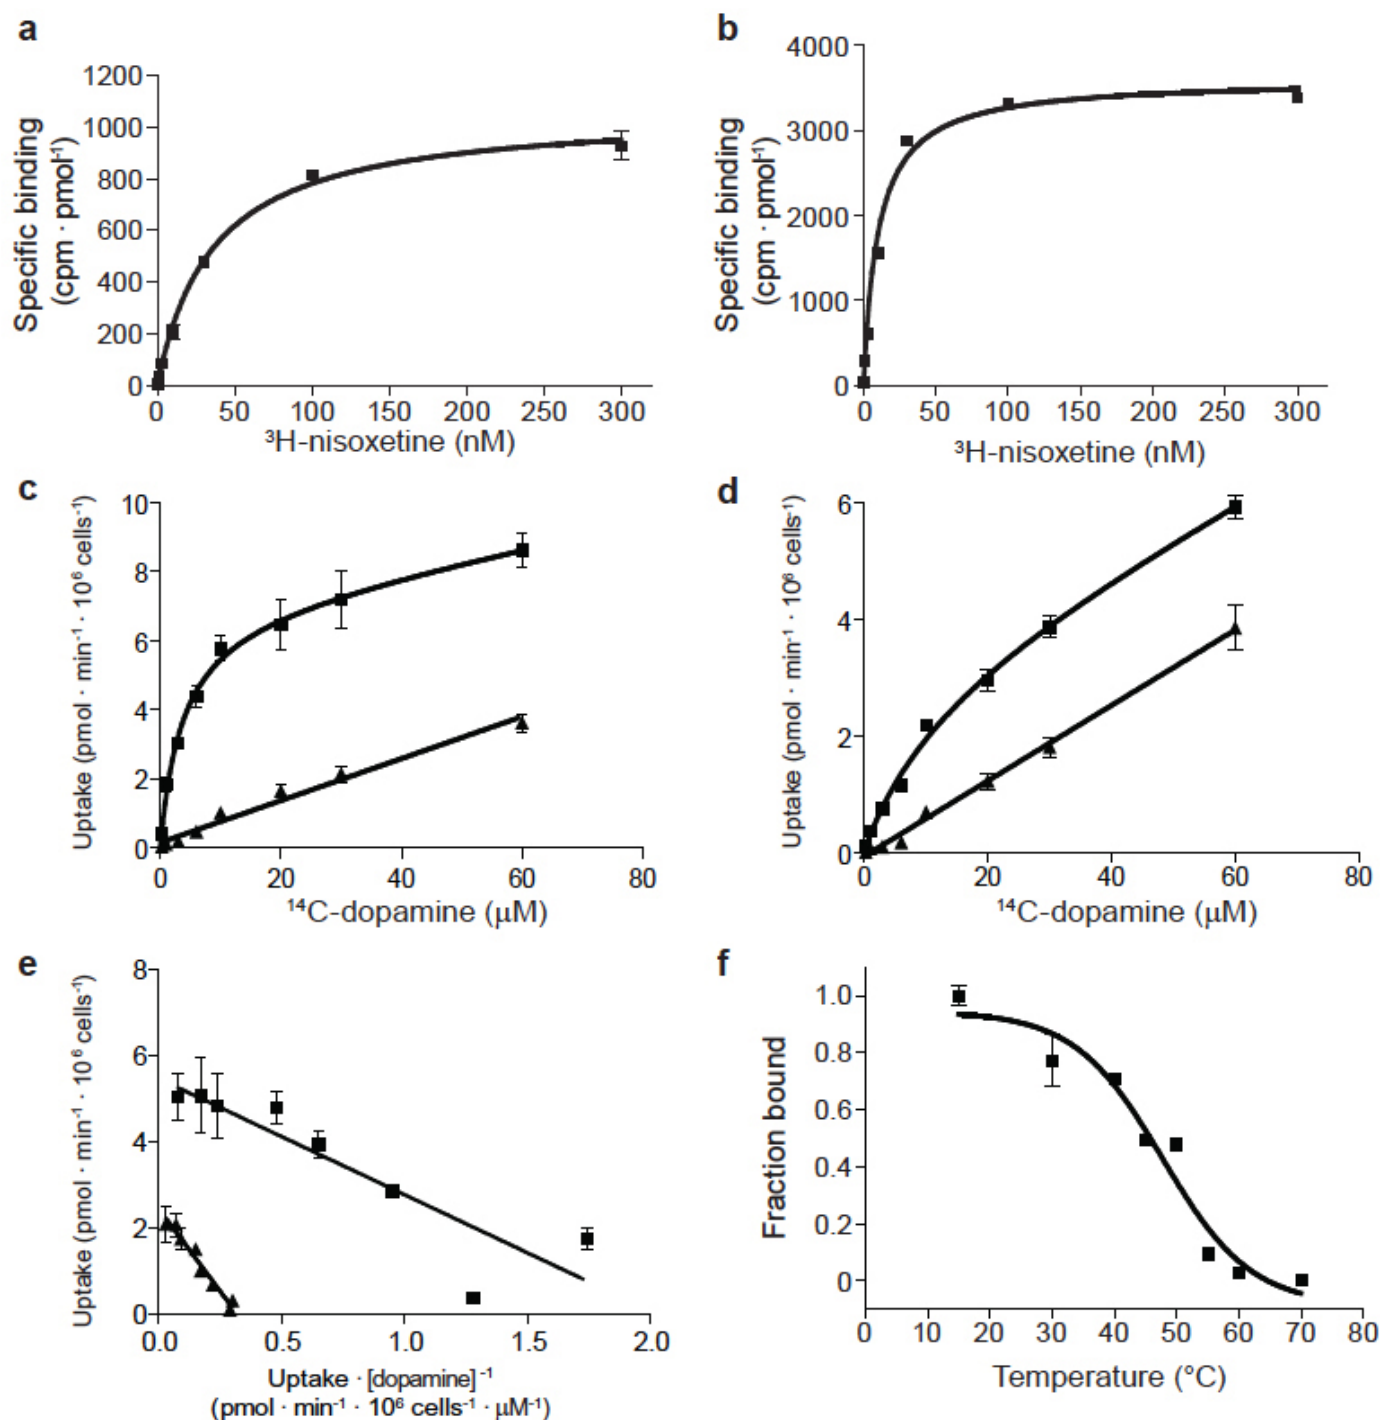 a
1200
1000
800
600
400
200
0
0 50 100 150 200 250 300
Specific binding
(cpm · pmol⁻¹)
³H-nisoxetine (nM)
b
4000
3000
2000
1000
0
0 50 100 150 200 250 300
Specific binding
(cpm · pmol⁻¹)
³H-nisoxetine (nM)
c
10
8
6
4
2
0
0 20 40 60 80
Uptake (pmol · min⁻¹ · 10⁶ cells⁻¹)
¹⁴C-dopamine (μM)
d
6
4
2
0
0 20 40 60 80
Uptake (pmol · min⁻¹ · 10⁶ cells⁻¹)
¹⁴C-dopamine (μM)
e
8
6
4
2
0
0.0 0.5 1.0 1.5 2.0
Uptake (pmol · min⁻¹ · 10⁶ cells⁻¹)
Uptake · [dopamine]⁻¹
(pmol · min⁻¹ · 10⁶ cells⁻¹ · μM⁻¹)
f
1.0
0.8
0.6
0.4
0.2
0
0 10 20 30 40 50 60 70 80
Fraction bound
Temperature (°C)